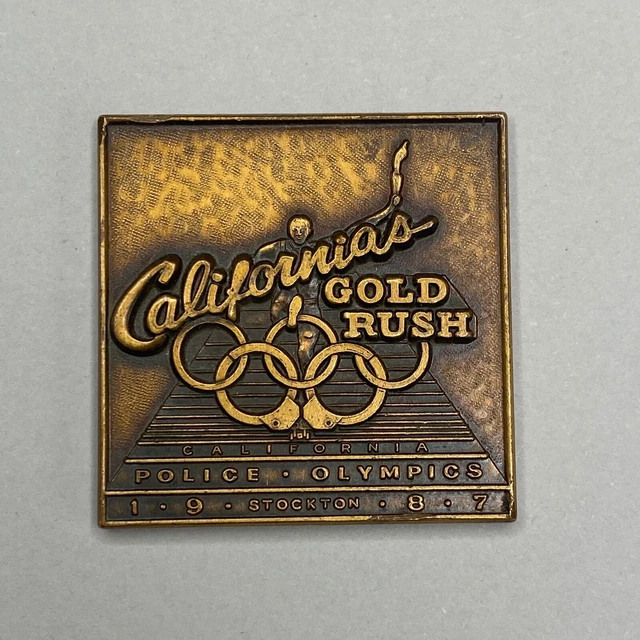 California's
GOLD
RUSH
CALIFORNIA
POLICE · OLYMPICS
1 · 9 · STOCKTON · 8 · 7